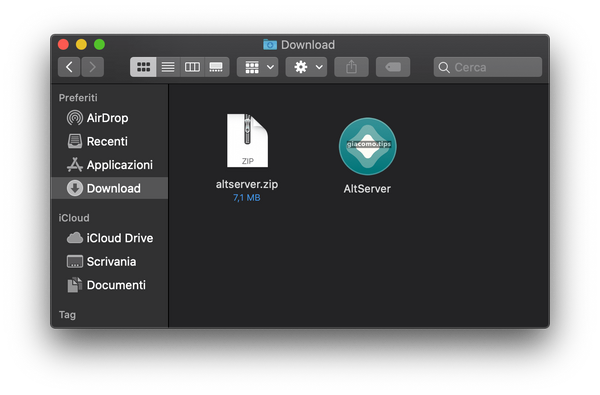 Download
Cerca
Preferiti
AirDrop
Recenti
Applicazioni
Download
iCloud
iCloud Drive
Scrivania
Documenti
Tag
ZIP
giacomo.tips
altserver.zip
AltServer
7,1 MB